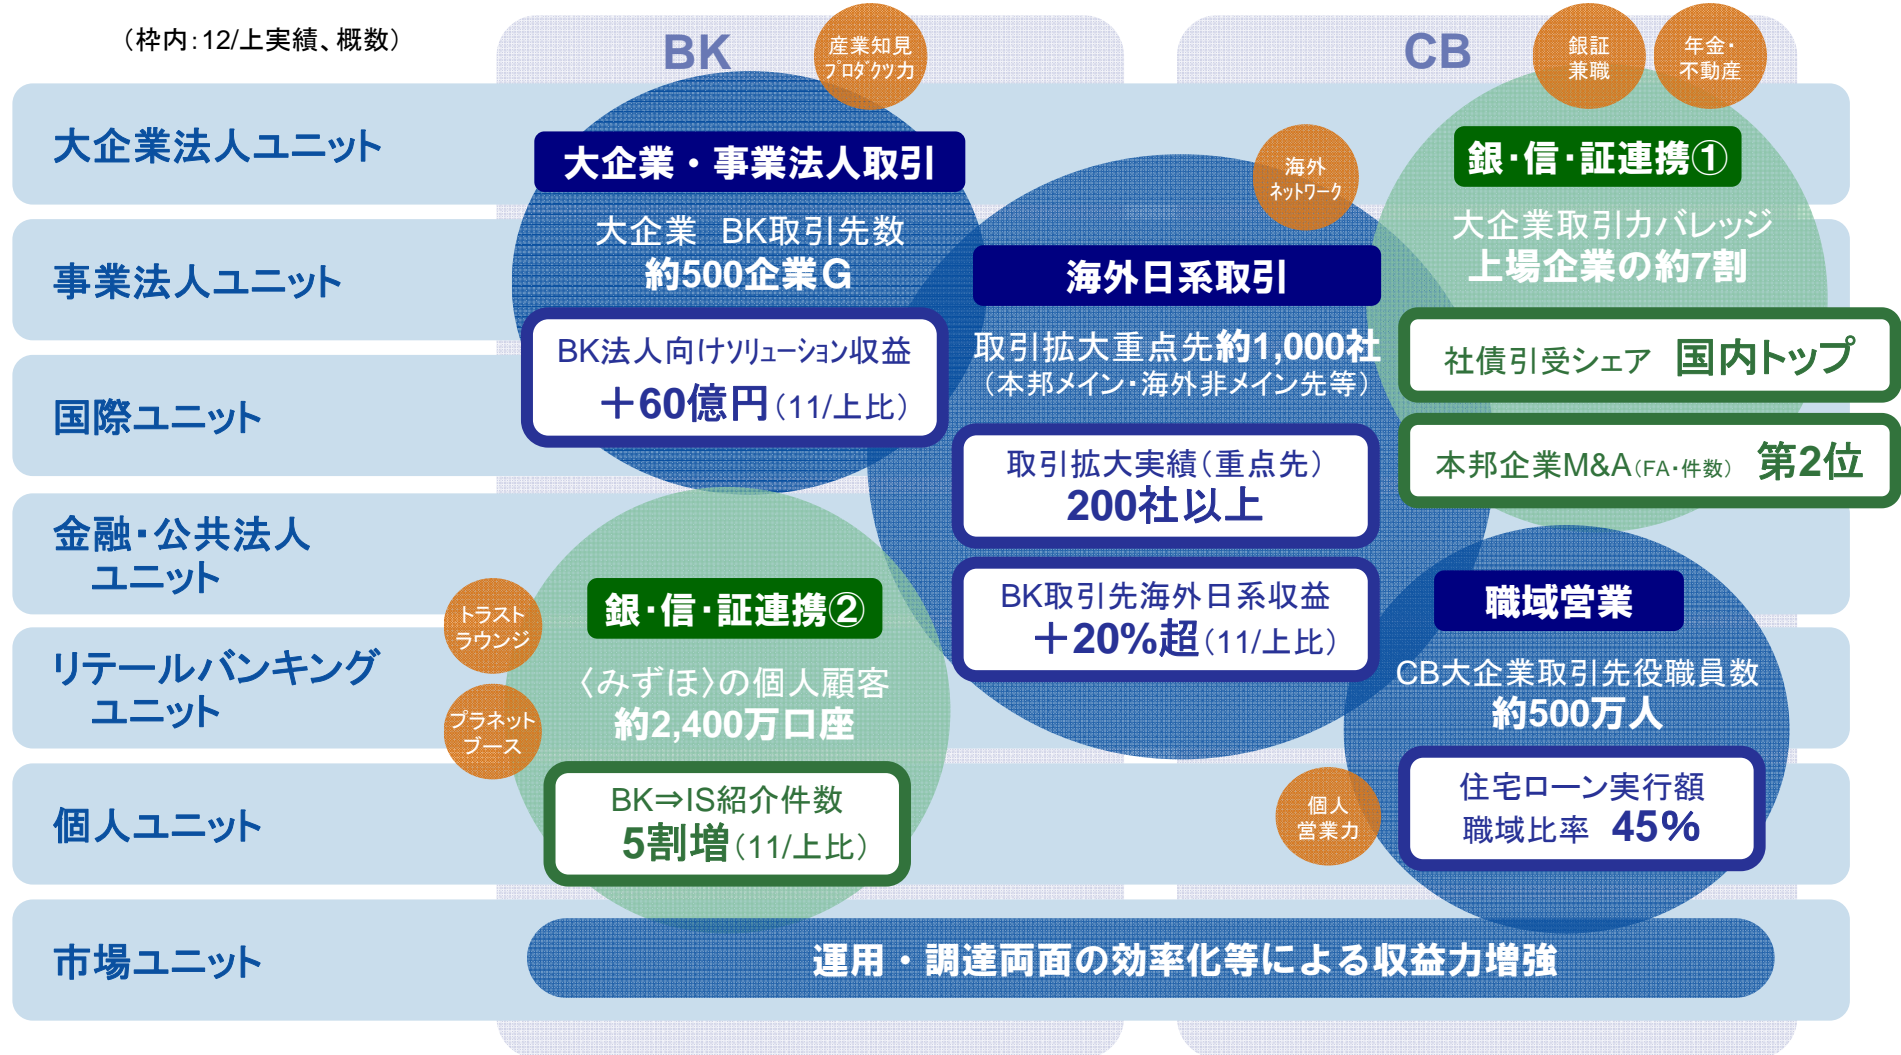 （枠内：12/上実績、概数）
BK
CB
産業知見
プロダクツ力
銀証
兼職
年金・
不動産
海外
ネットワーク
大企業法人ユニット
事業法人ユニット
国際ユニット
金融・公共法人
ユニット
リテールバンキング
ユニット
個人ユニット
市場ユニット
大企業・事業法人取引
大企業　BK取引先数
約500企業G
BK法人向けソリューション収益
＋60億円（11/上比）
海外日系取引
取引拡大重点先約1,000社
（本邦メイン・海外非メイン先等）
取引拡大実績（重点先）
200社以上
BK取引先海外日系収益
＋20%超（11/上比）
銀・信・証連携①
大企業取引カバレッジ
上場企業の約7割
社債引受シェア　国内トップ
本邦企業M&A（FA・件数）　第2位
トラスト
ラウンジ
プラネット
ブース
銀・信・証連携②
〈みずほ〉の個人顧客
約2,400万口座
BK⇒IS紹介件数
5割増（11/上比）
個人
営業力
職域営業
CB大企業取引先役職員数
約500万人
住宅ローン実行額
職域比率　45%
運用・調達両面の効率化等による収益力増強